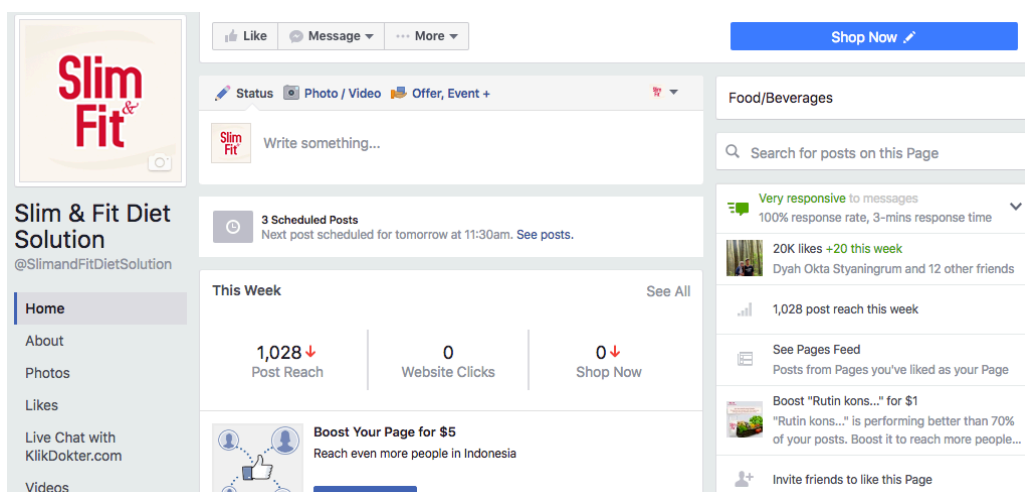 Slim
&
Fit
Slim & Fit Diet
Solution
@SlimandFitDietSolution
Home
About
Photos
Likes
Live Chat with
KlikDokter.com
Videos
Like
Message
More
Shop Now
Status
Photo / Video
Offer, Event +
Slim
Fit
Write something...
3 Scheduled Posts
Next post scheduled for tomorrow at 11:30am. See posts.
This Week
See All
1,028
Post Reach
0
Website Clicks
0
Shop Now
Boost Your Page for $5
Reach even more people in Indonesia
Food/Beverages
Search for posts on this Page
Very responsive to messages
100% response rate, 3-mins response time
20K likes +20 this week
Dyah Okta Styaningrum and 12 other friends
1,028 post reach this week
See Pages Feed
Posts from Pages you've liked as your Page
Boost "Rutin kons..." for $1
"Rutin kons..." is performing better than 70%
of your posts. Boost it to reach more people...
Invite friends to like this Page